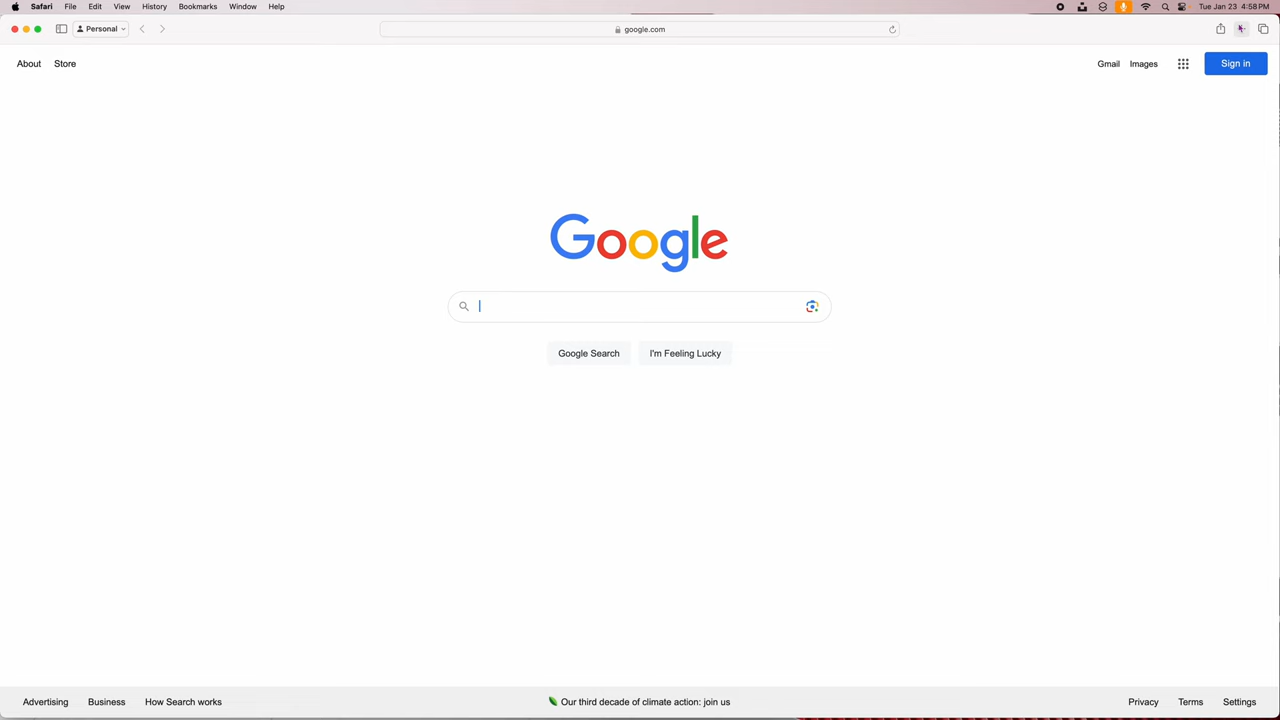 Safari File Edit View History Bookmarks Window Help Tue Jan 23 4:58 PM
Personal google.com
About Store Gmail Images Sign in
Google
Google Search I'm Feeling Lucky
Advertising Business How Search works Our third decade of climate action: join us Privacy Terms Settings